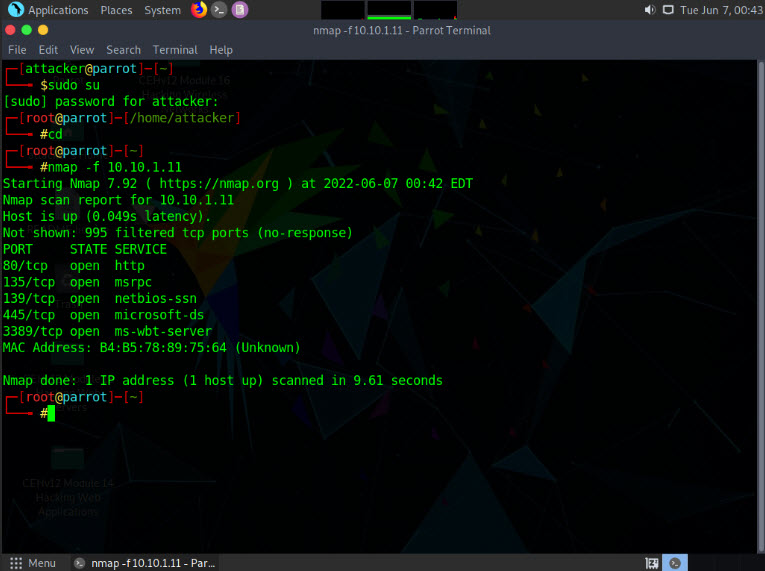 Applications Places System Tue Jun 7, 00:43
nmap -f 10.10.1.11 - Parrot Terminal
File Edit View Search Terminal Help
[attacker@parrot]-[~]
$sudo su
[sudo] password for attacker:
[root@parrot]-[/home/attacker]
#cd
[root@parrot]-[~]
#nmap -f 10.10.1.11
Starting Nmap 7.92 ( https://nmap.org ) at 2022-06-07 00:42 EDT
Nmap scan report for 10.10.1.11
Host is up (0.049s latency).
Not shown: 995 filtered tcp ports (no-response)
PORT STATE SERVICE
80/tcp open http
135/tcp open msrpc
139/tcp open netbios-ssn
445/tcp open microsoft-ds
3389/tcp open ms-wbt-server
MAC Address: B4:B5:78:89:75:64 (Unknown)
Nmap done: 1 IP address (1 host up) scanned in 9.61 seconds
[root@parrot]-[~]
#
CEHv12 Module 14
Hacking Web
Applications
Menu nmap -f 10.10.1.11 - Par...